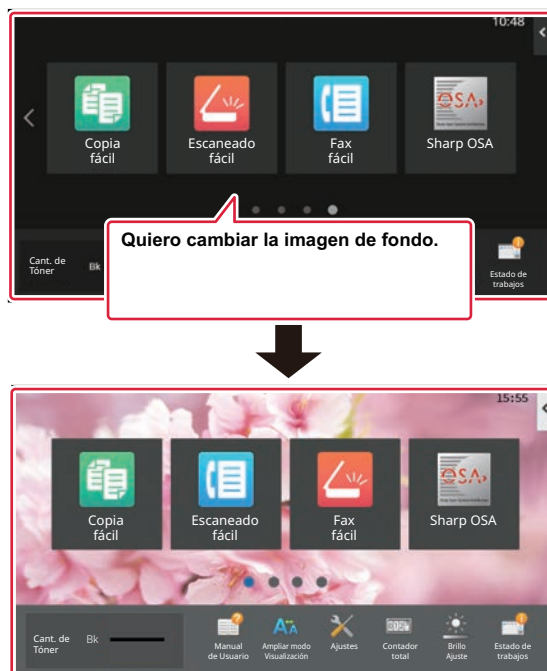 10:48
Copia
fácil
Escaneado
fácil
Fax
fácil
OSA
Sharp OSA
Quiero cambiar la imagen de fondo.
Cant. de
Tóner
Bk
Estado de
trabajos
15:55
Copia
fácil
Escaneado
fácil
Fax
fácil
OSA
Sharp OSA
Cant. de
Tóner
Bk
Manual
de Usuario
Ampliar modo
Visualización
Ajustes
Contador
total
Brillo
Ajuste
Estado de
trabajos